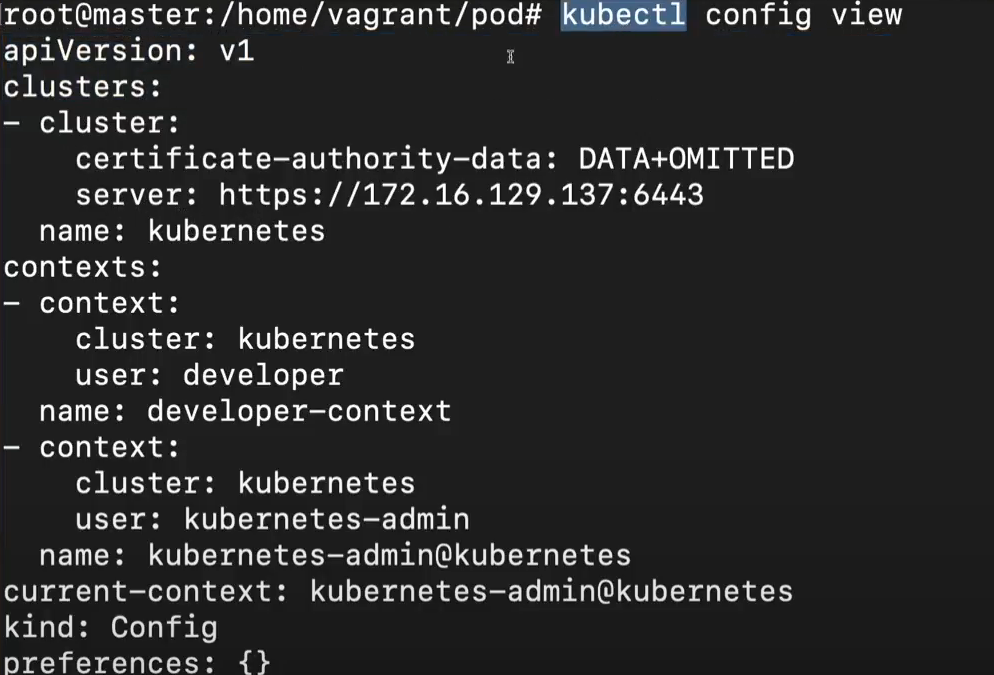 root@master:/home/vagrant/pod# kubectl config view
apiVersion: v1
clusters:
- cluster:
    certificate-authority-data: DATA+OMITTED
    server: https://172.16.129.137:6443
  name: kubernetes
contexts:
- context:
    cluster: kubernetes
    user: developer
  name: developer-context
- context:
    cluster: kubernetes
    user: kubernetes-admin
  name: kubernetes-admin@kubernetes
current-context: kubernetes-admin@kubernetes
kind: Config
preferences: {}